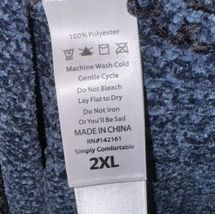 100% Polyester
Machine Wash Cold
Gentle Cycle
Do Not Bleach
Lay Flat to Dry
Do Not Iron
Or You'll Be Sad
MADE IN CHINA
RN#142161
Simply Comfortable
2XL